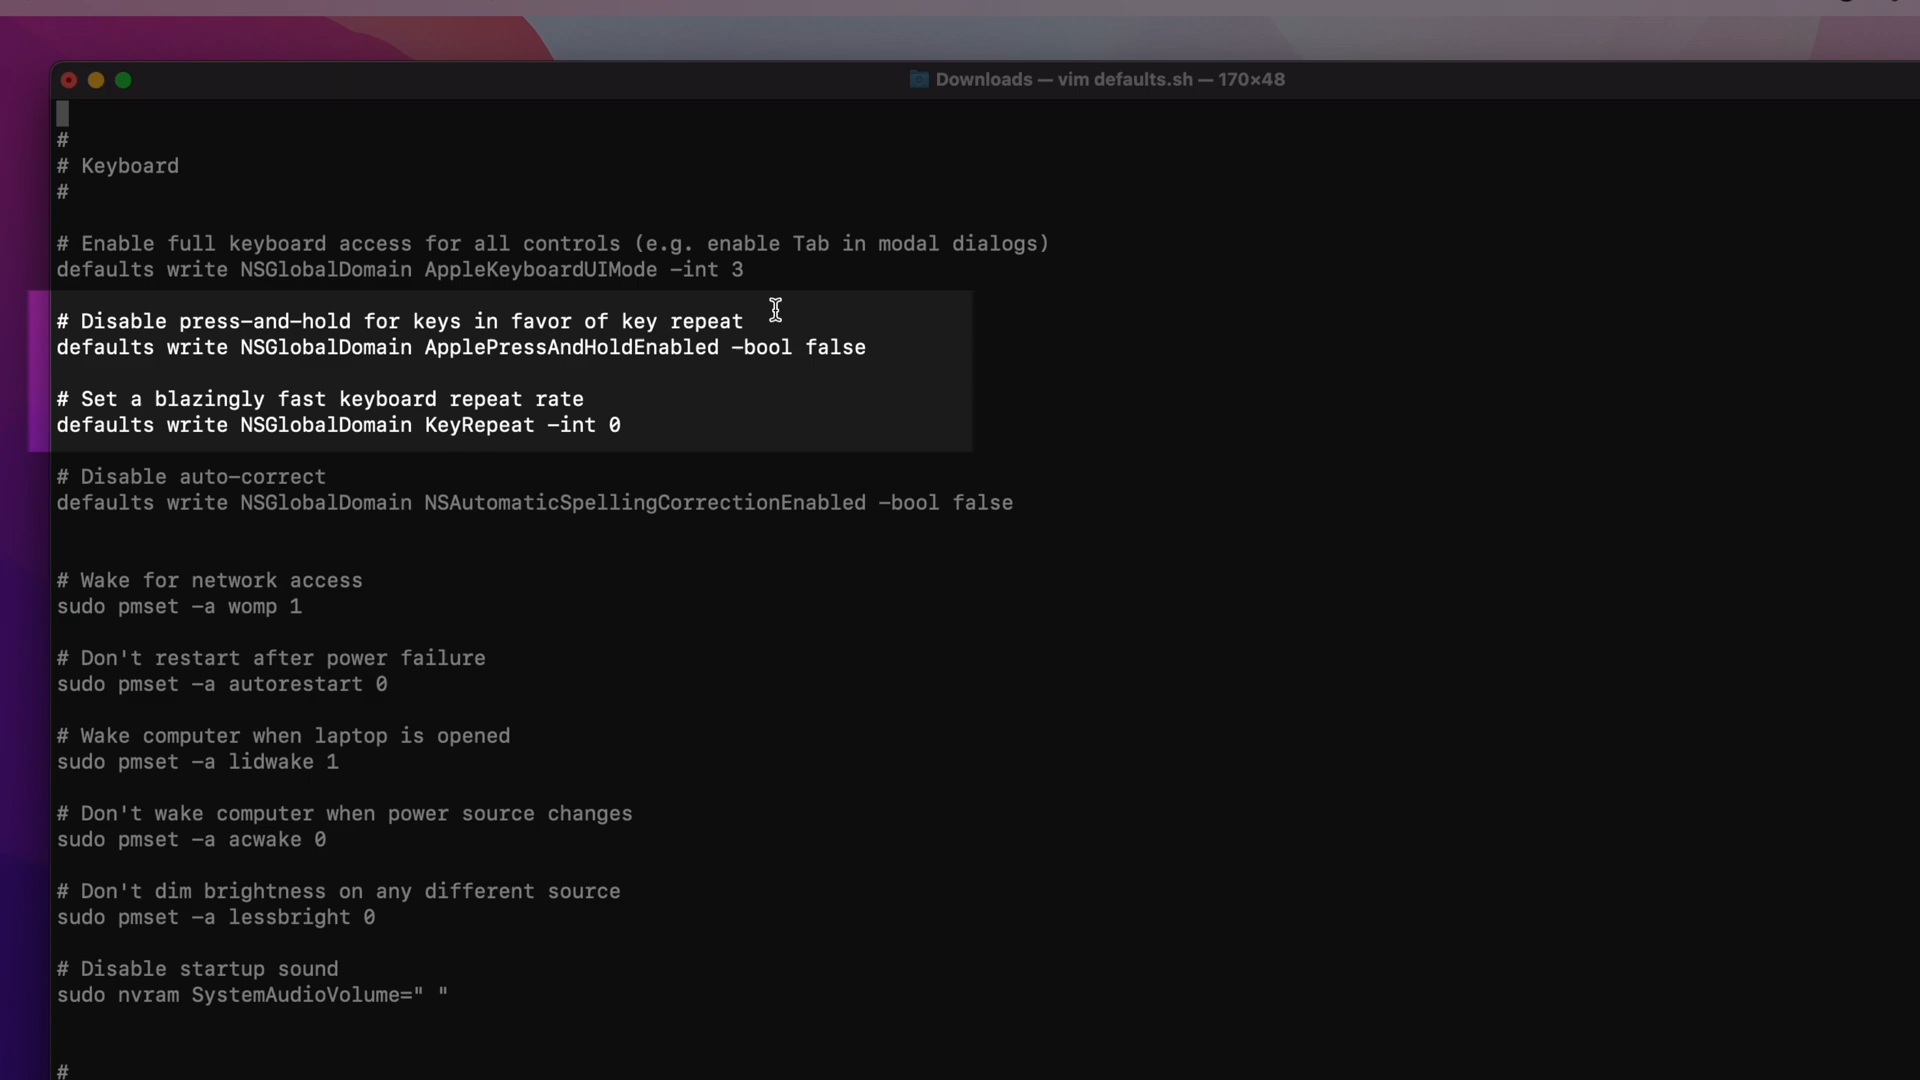 Downloads — vim defaults.sh — 170×48
#
# Keyboard
#
# Enable full keyboard access for all controls (e.g. enable Tab in modal dialogs)
defaults write NSGlobalDomain AppleKeyboardUIMode -int 3
# Disable press-and-hold for keys in favor of key repeat
defaults write NSGlobalDomain ApplePressAndHoldEnabled -bool false
# Set a blazingly fast keyboard repeat rate
defaults write NSGlobalDomain KeyRepeat -int 0
# Disable auto-correct
defaults write NSGlobalDomain NSAutomaticSpellingCorrectionEnabled -bool false
# Wake for network access
sudo pmset -a womp 1
# Don't restart after power failure
sudo pmset -a autorestart 0
# Wake computer when laptop is opened
sudo pmset -a lidwake 1
# Don't wake computer when power source changes
sudo pmset -a acwake 0
# Don't dim brightness on any different source
sudo pmset -a lessbright 0
# Disable startup sound
sudo nvram SystemAudioVolume=" "
#